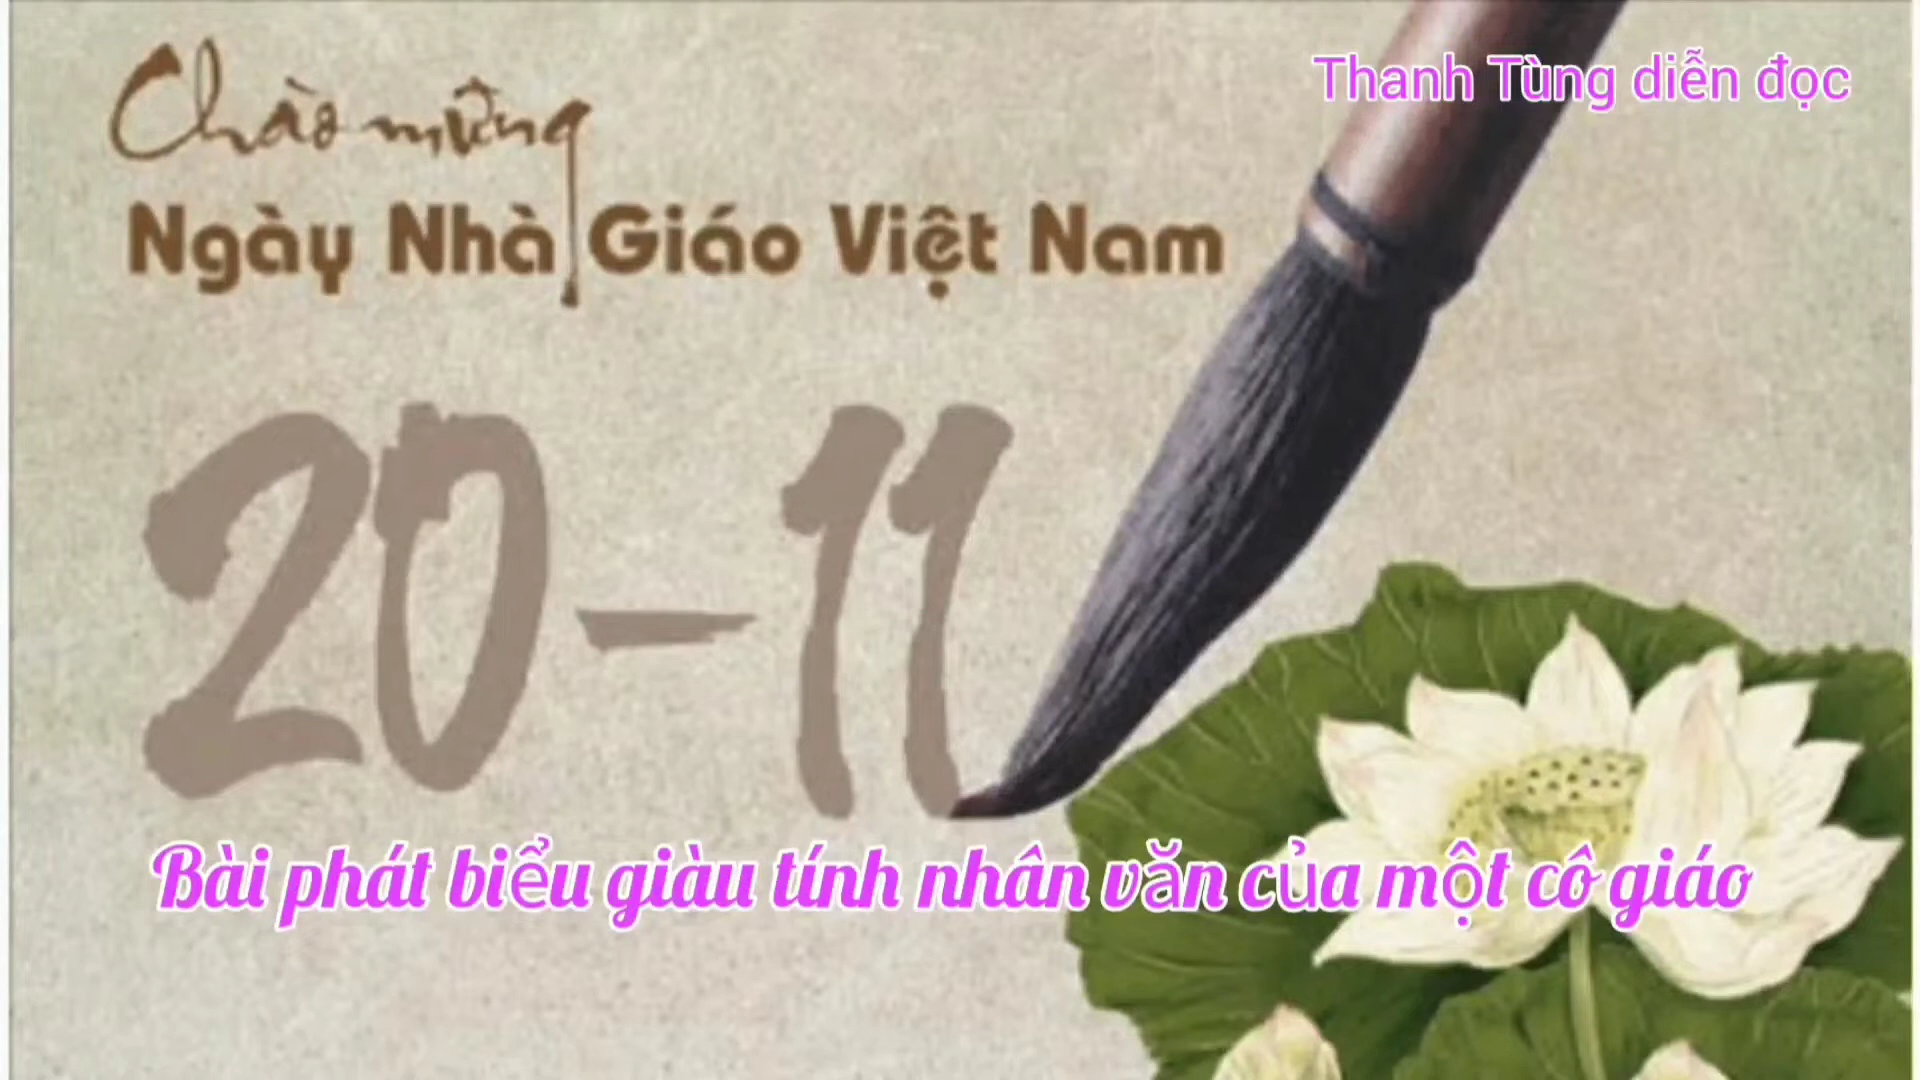 Thanh Tùng diễn đọc
Chào mừng
Ngày Nhà Giáo Việt Nam
20-11
Bài phát biểu giàu tính nhân văn của một cô giáo